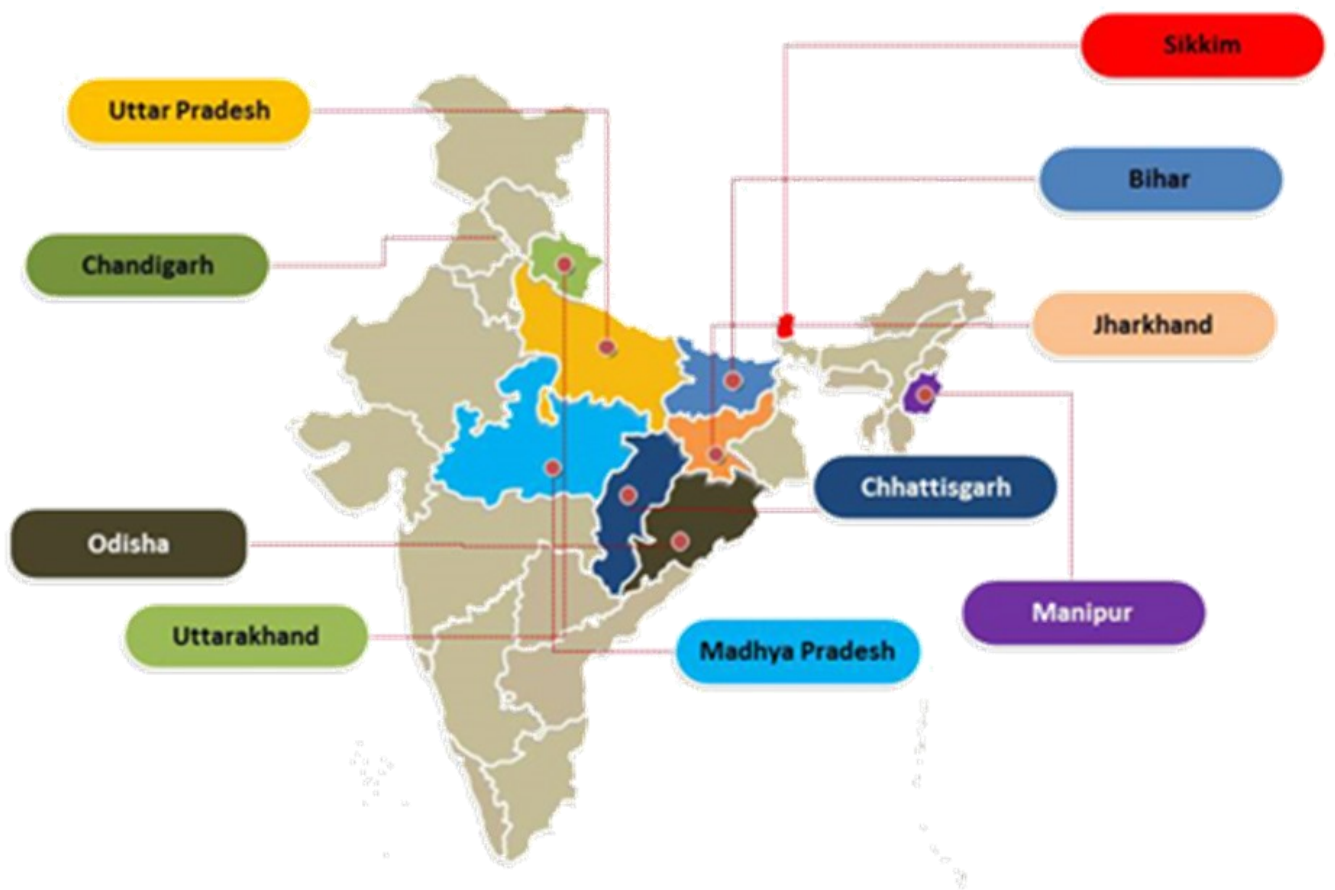 Sikkim
Uttar Pradesh
Bihar
Chandigarh
Jharkhand
Chhattisgarh
Odisha
Manipur
Uttarakhand
Madhya Pradesh